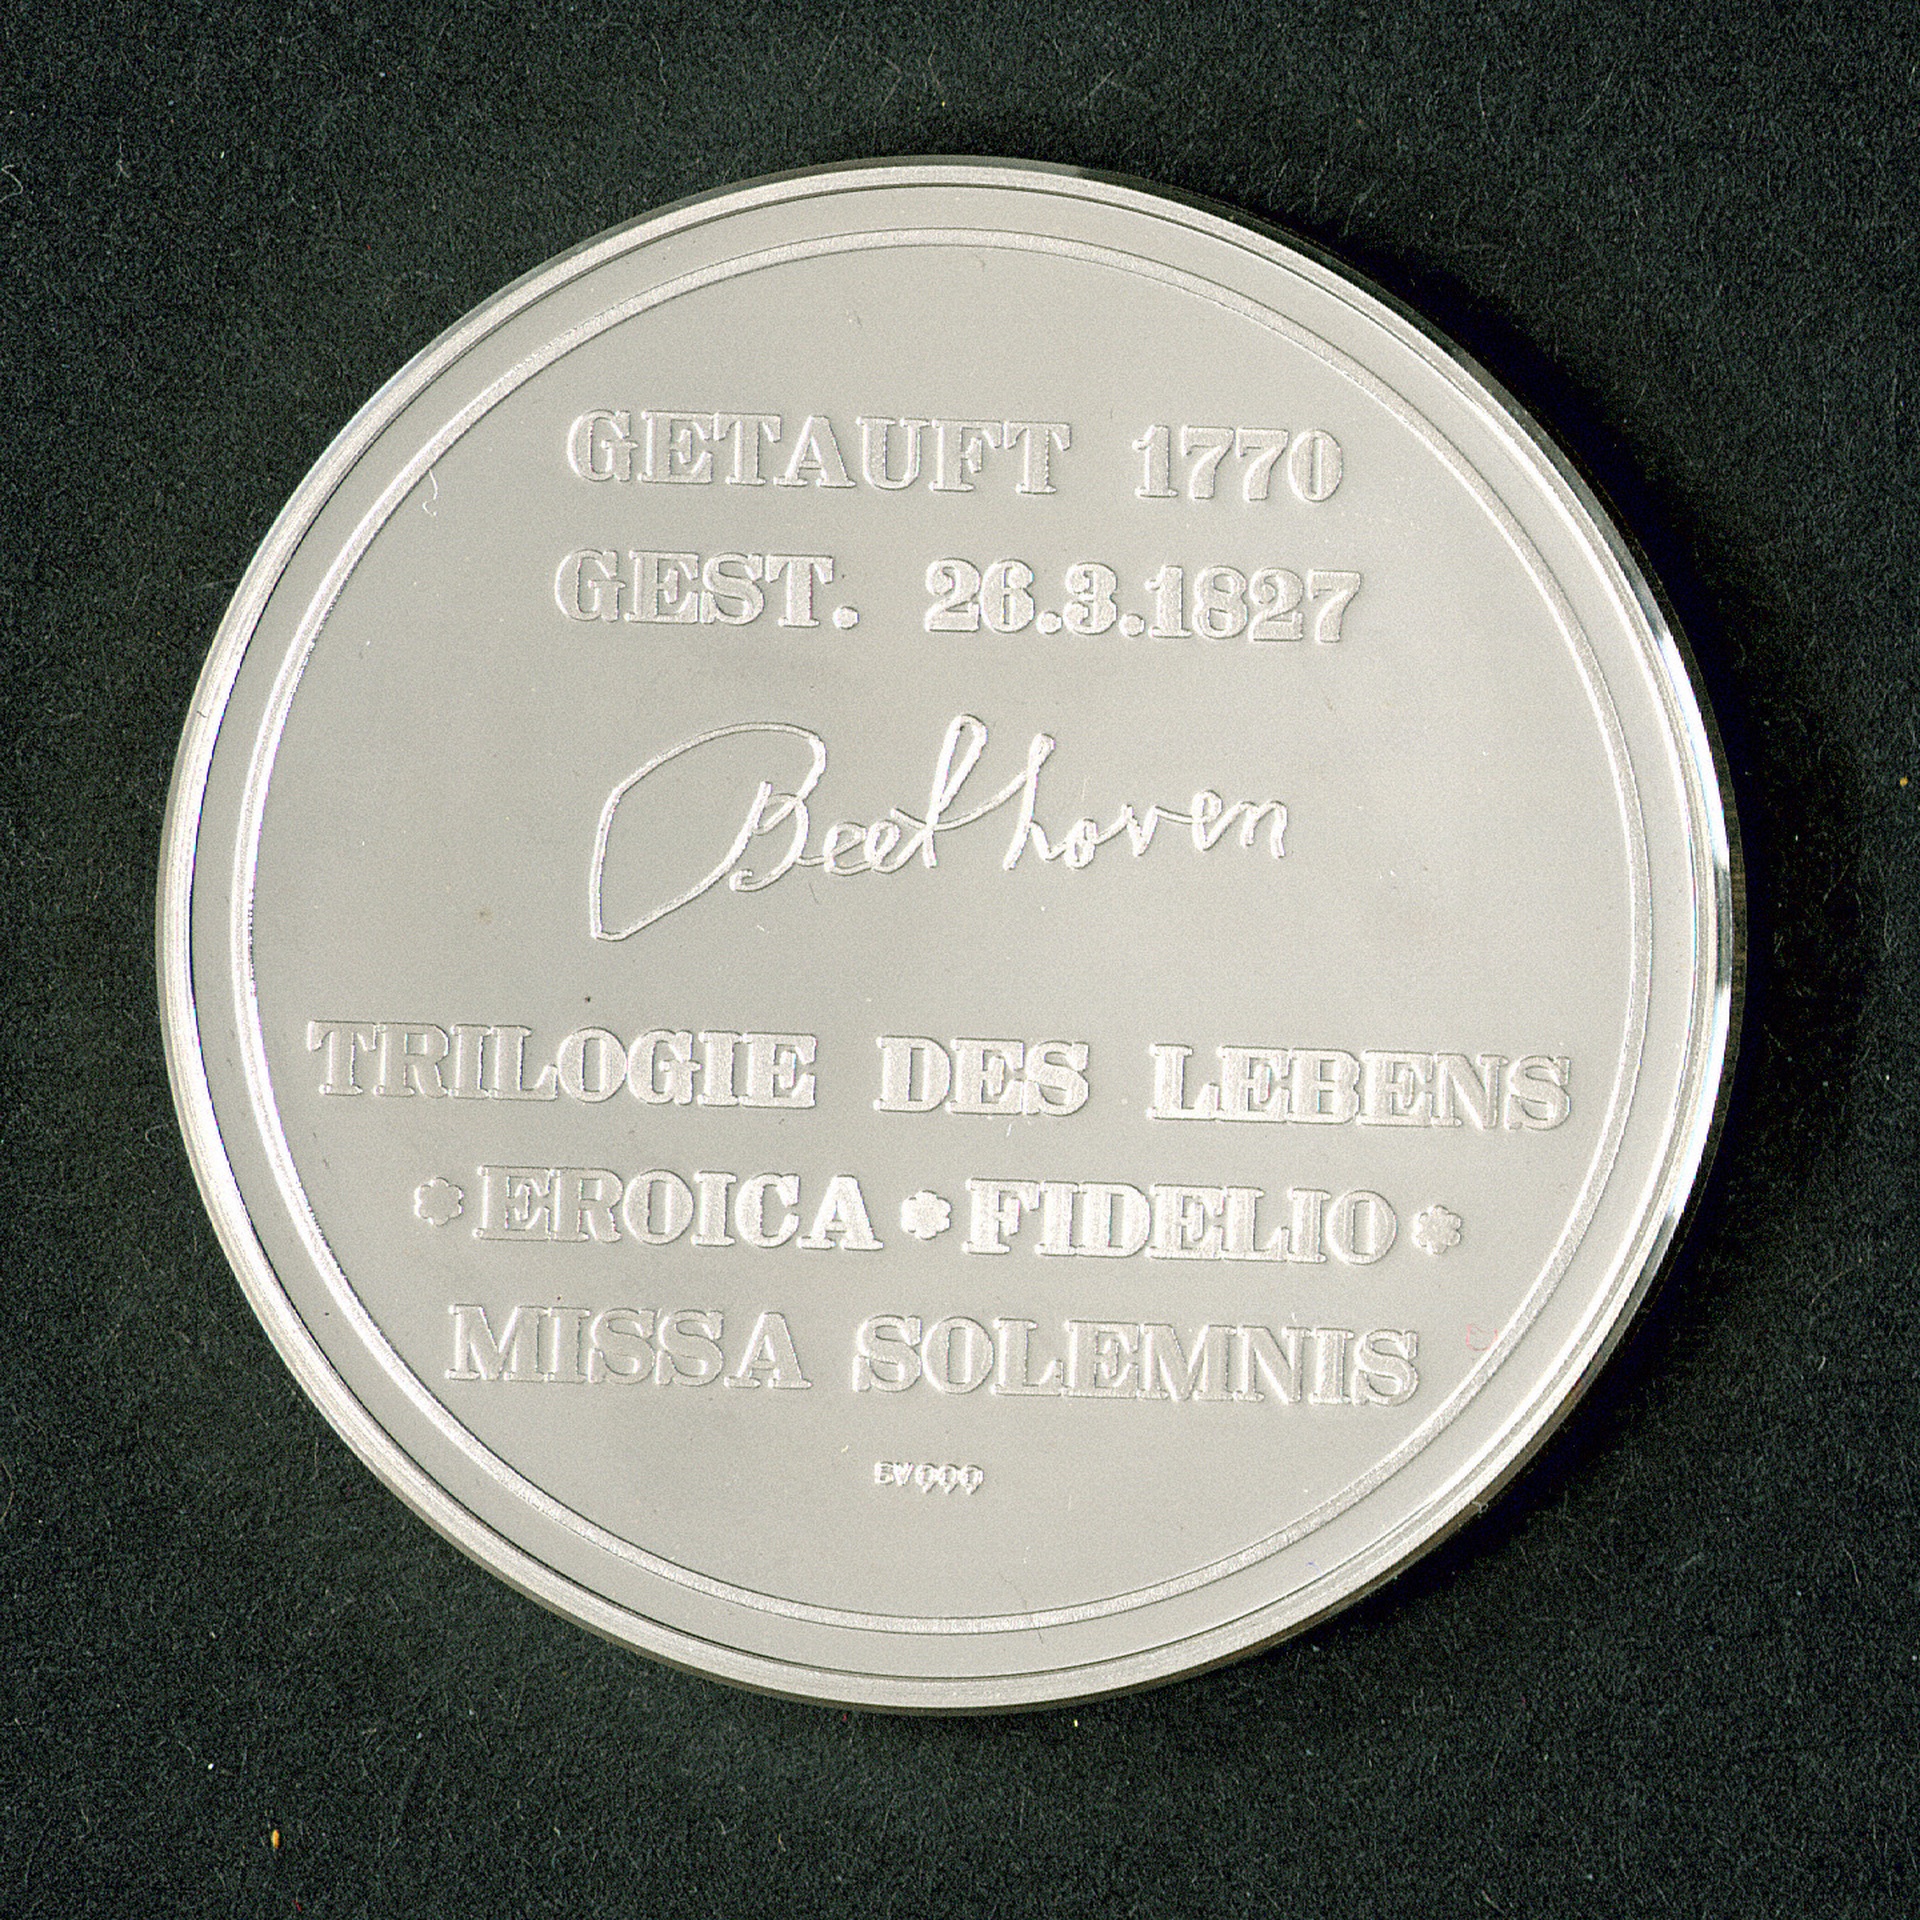 GETAUFT 1770
GEST. 26.3.1827
Beethoven
TRILOGIE DES LEBENS
*EROICA*FIDELIO*
MISSA SOLEMNIS